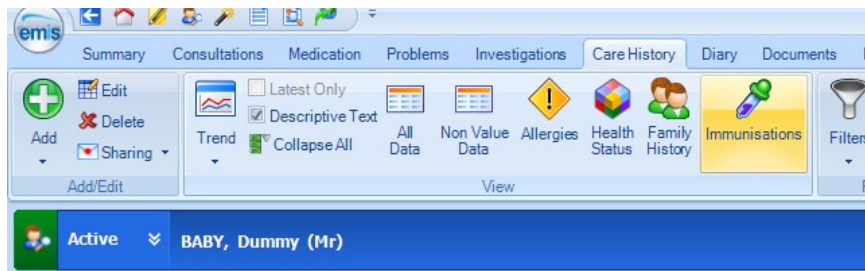 emis
Summary Consultations Medication Problems Investigations Care History Diary Documents
Add
Edit
Delete
Sharing
Add/Edit
Trend
Latest Only
Descriptive Text
Collapse All
All
Data
Non Value
Data
Allergies
Health
Status
Family
History
Immunisations
View
Filters
Active BABY, Dummy (Mr)